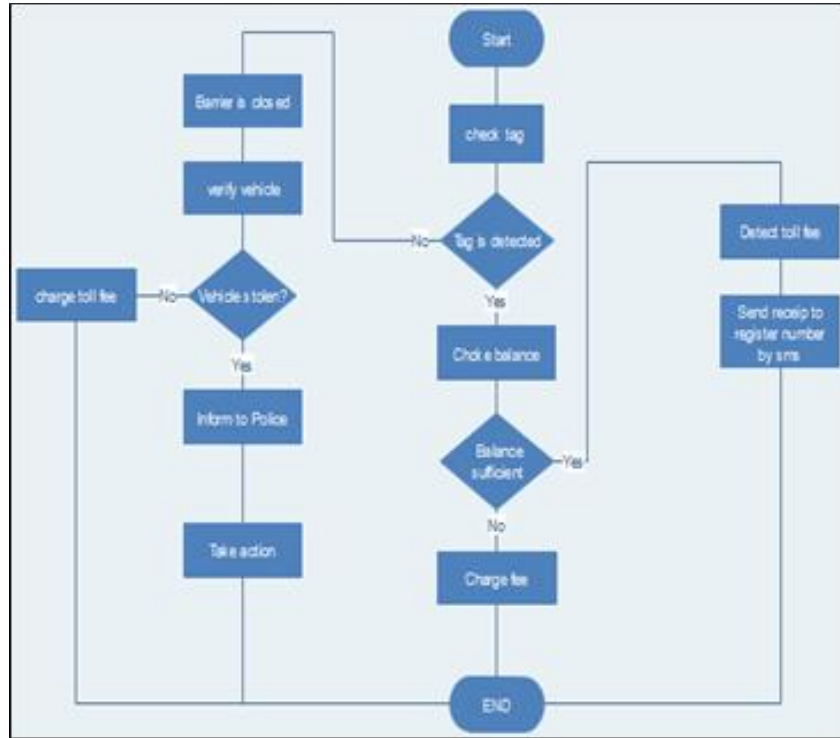 Start
check tag
Tag is detected
No
Yes
Barrier is closed
verify vehicle
Vehicle stolen?
No
charge toll fee
Yes
Inform to Police
Take action
Balance
sufficient
Yes
Detect toll fee
Send receip to
register number
by sms
No
Charge fee
END